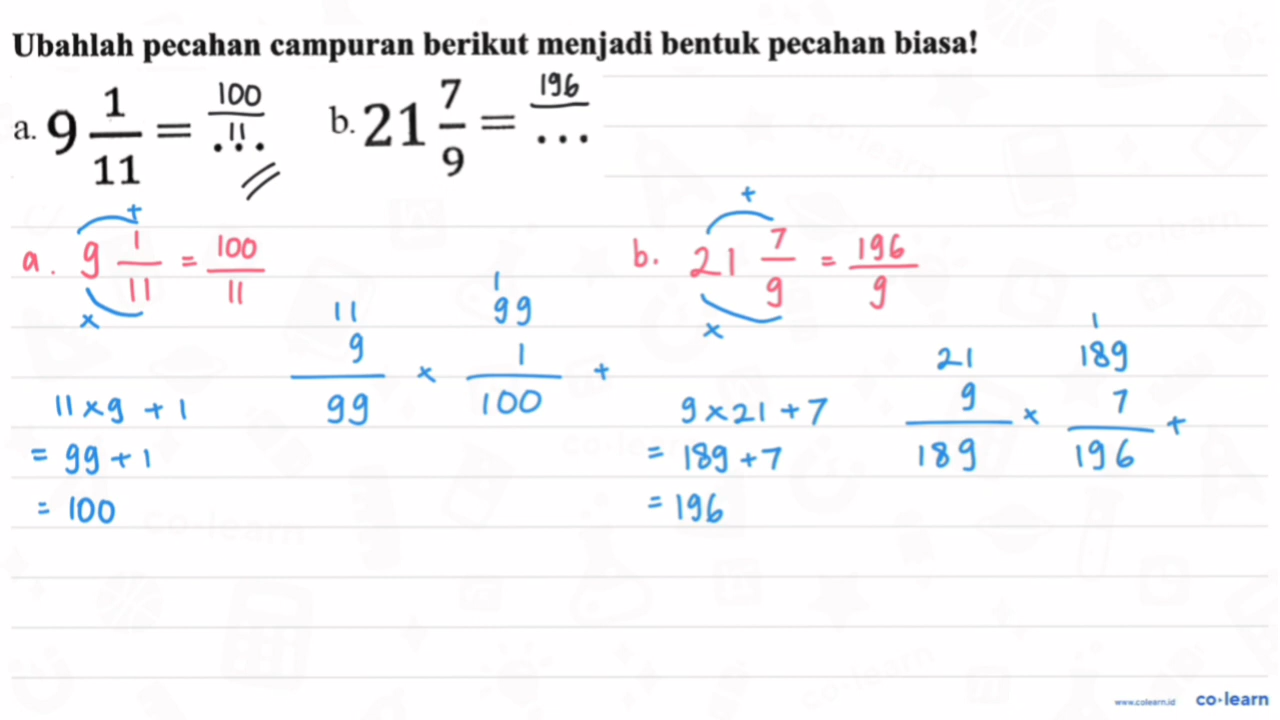 Ubahlah pecahan campuran berikut menjadi bentuk pecahan biasa!
a. 9 1/11 = 100/11 ...
b. 21 7/9 = 196/...
a. 9 1/11 = 100/11
+
×
11
9 ×
99
99
1 +
100
1
11 × 9 + 1
= 99 + 1
= 100
b. 21 7/9 = 196/9
+
×
21
9 ×
189
1
189
7 +
196
9 × 21 + 7
= 189 + 7
= 196
www.colearn.id
co·learn